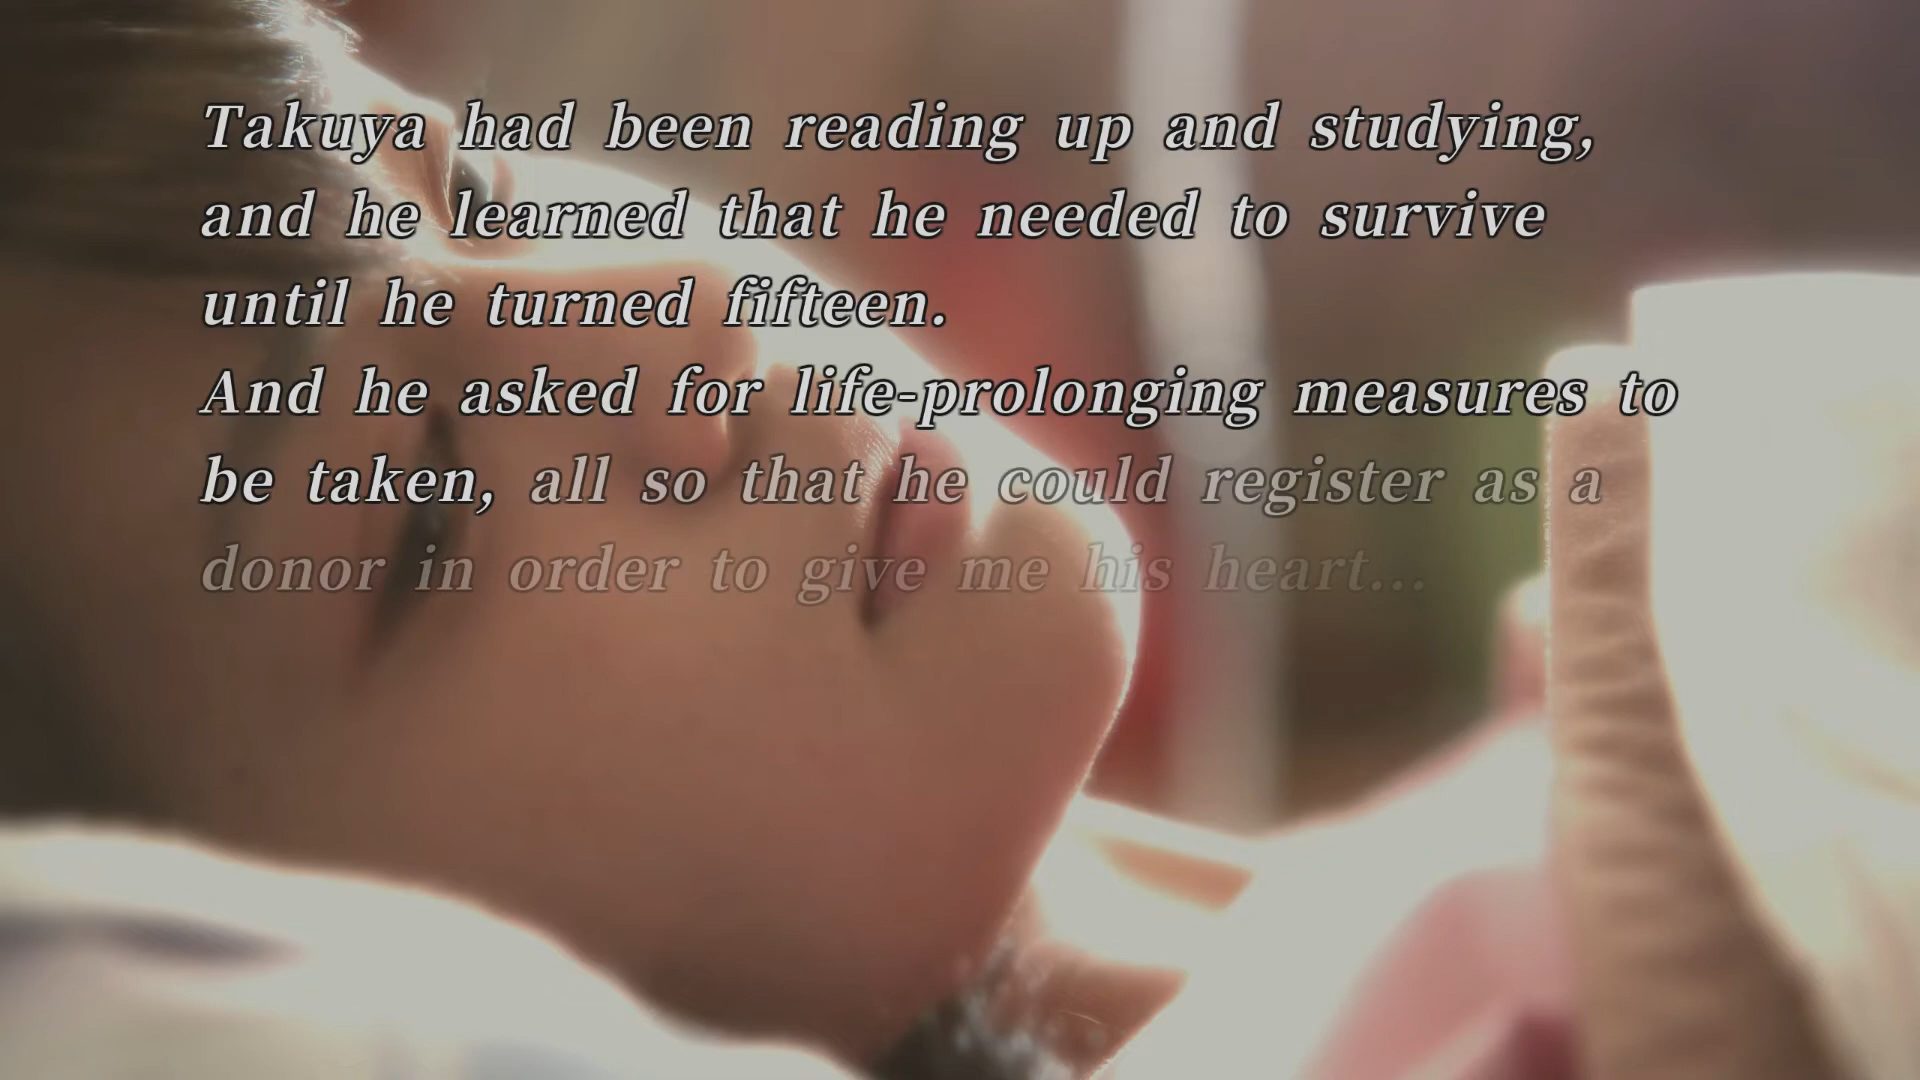 Takuya had been reading up and studying,
and he learned that he needed to survive
until he turned fifteen.
And he asked for life-prolonging measures to
be taken, all so that he could register as a
donor in order to give me his heart...